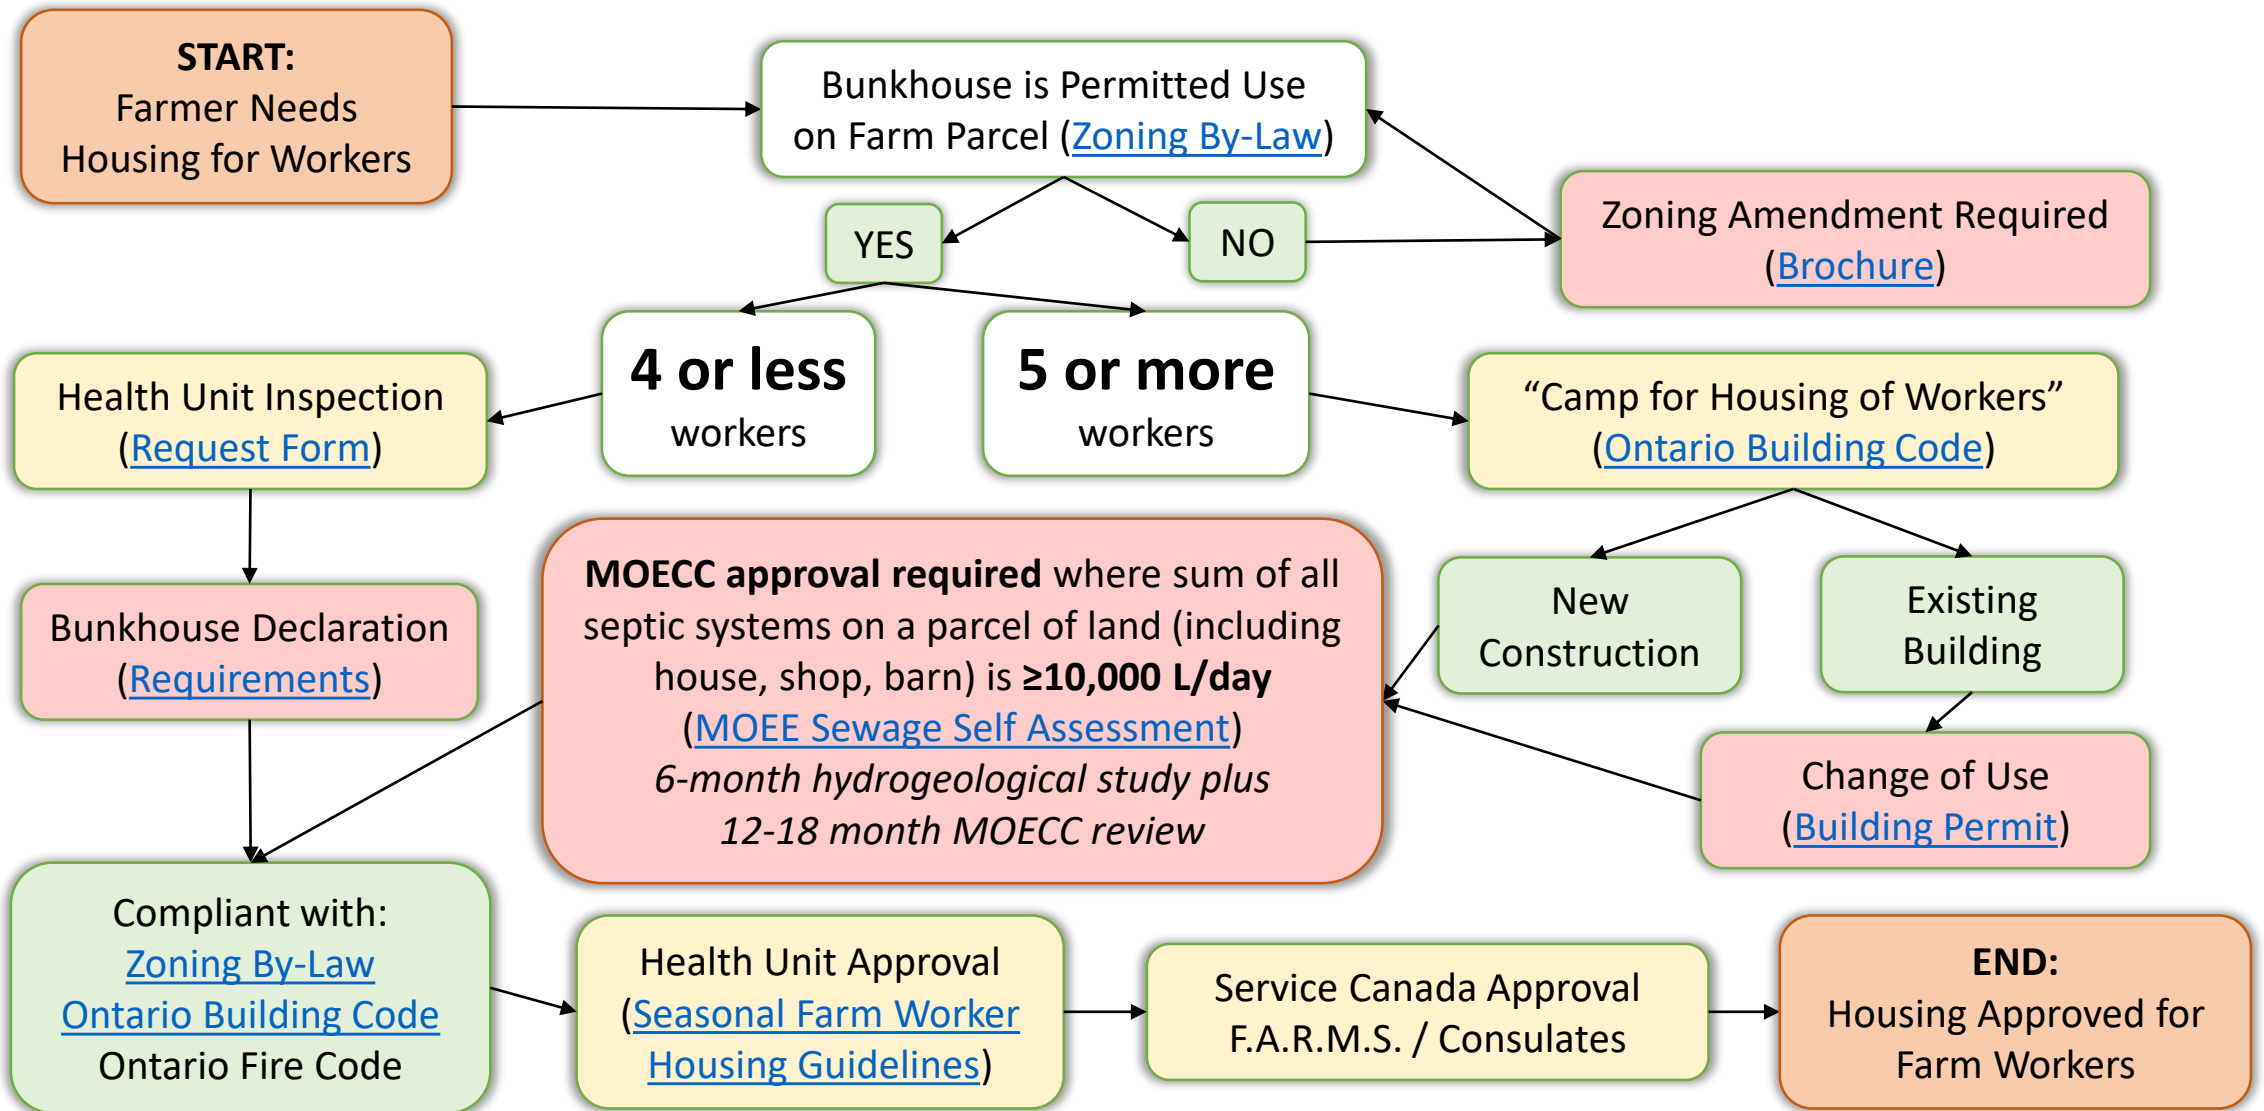 START:
Farmer Needs
Housing for Workers
Bunkhouse is Permitted Use
on Farm Parcel (Zoning By-Law)
YES
NO
Zoning Amendment Required
(Brochure)
4 or less
workers
5 or more
workers
Health Unit Inspection
(Request Form)
“Camp for Housing of Workers”
(Ontario Building Code)
Bunkhouse Declaration
(Requirements)
MOECC approval required where sum of all
septic systems on a parcel of land (including
house, shop, barn) is ≥10,000 L/day
(MOEE Sewage Self Assessment)
6-month hydrogeological study plus
12-18 month MOECC review
New
Construction
Existing
Building
Change of Use
(Building Permit)
Compliant with:
Zoning By-Law
Ontario Building Code
Ontario Fire Code
Health Unit Approval
(Seasonal Farm Worker
Housing Guidelines)
Service Canada Approval
F.A.R.M.S. / Consulates
END:
Housing Approved for
Farm Workers